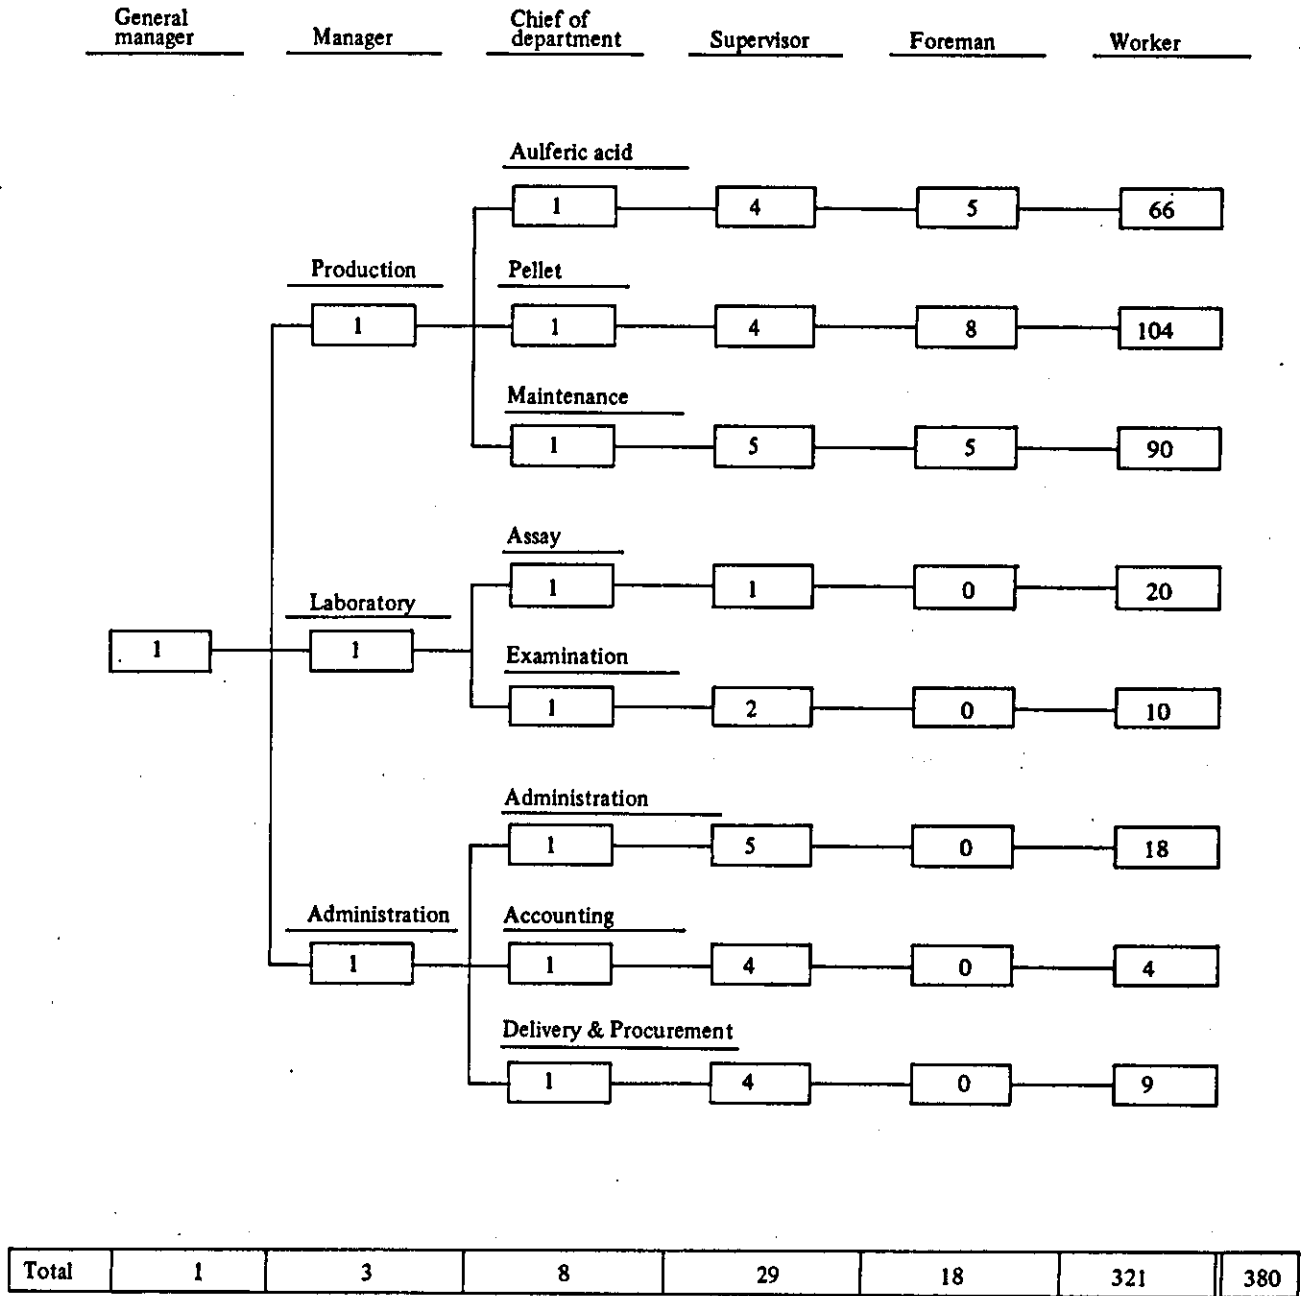 General manager Manager Chief of department Supervisor Foreman Worker
Aulferic acid
1 4 5 66
Production Pellet
1 1 4 8 104
Maintenance
1 5 5 90
Assay
1 1 0 20
Laboratory
1 1
Examination
1 2 0 10
Administration
1 5 0 18
Administration Accounting
1 1 4 0 4
Delivery & Procurement
1 4 0 9
Total 1 3 8 29 18 321 380